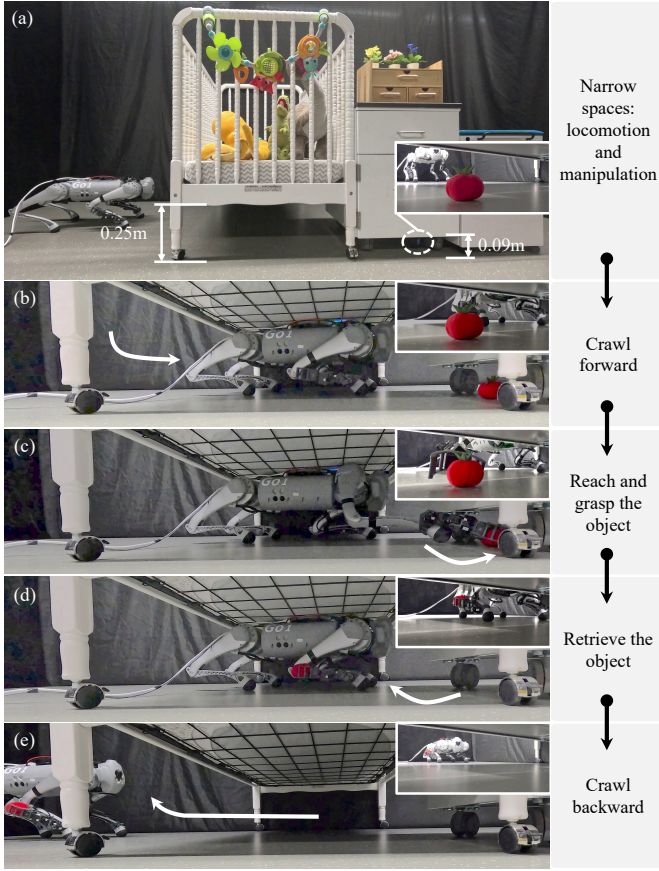 (a)
Narrow
spaces:
locomotion
and
manipulation
Go1
0.25m
0.09m
(b)
Go1
Crawl
forward
(c)
Go1
Reach and
grasp the
object
(d)
Go1
Retrieve the
object
(e)
Go1
Crawl
backward